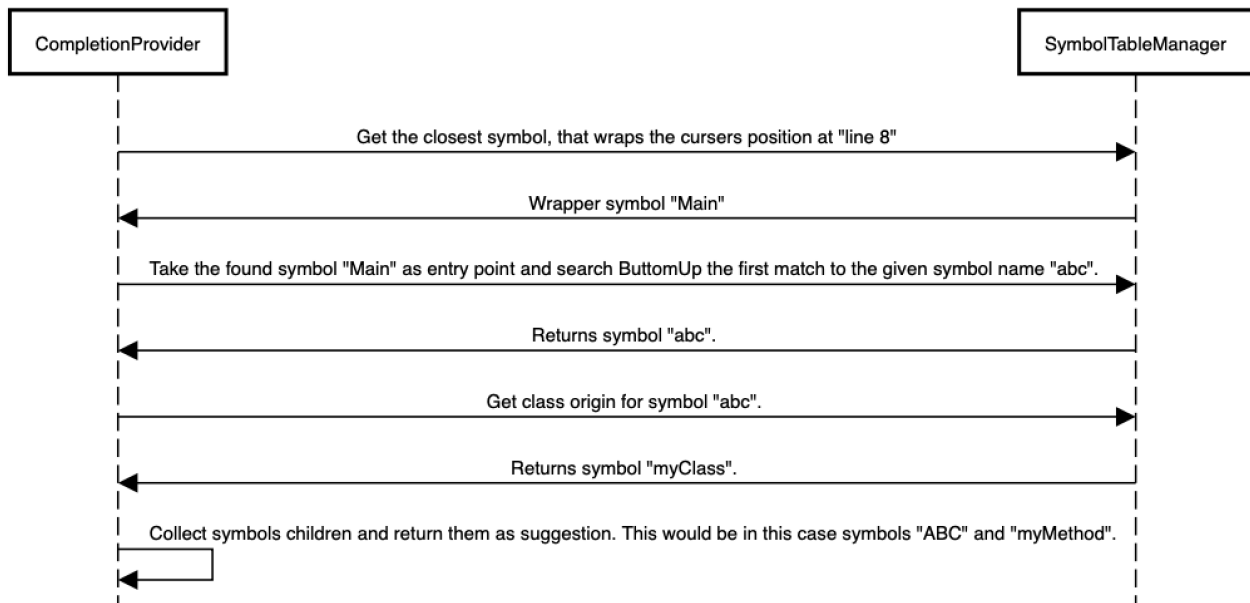 CompletionProvider
SymbolTableManager
Get the closest symbol, that wraps the cursers position at "line 8"
Wrapper symbol "Main"
Take the found symbol "Main" as entry point and search ButtomUp the first match to the given symbol name "abc".
Returns symbol "abc".
Get class origin for symbol "abc".
Returns symbol "myClass".
Collect symbols children and return them as suggestion. This would be in this case symbols "ABC" and "myMethod".